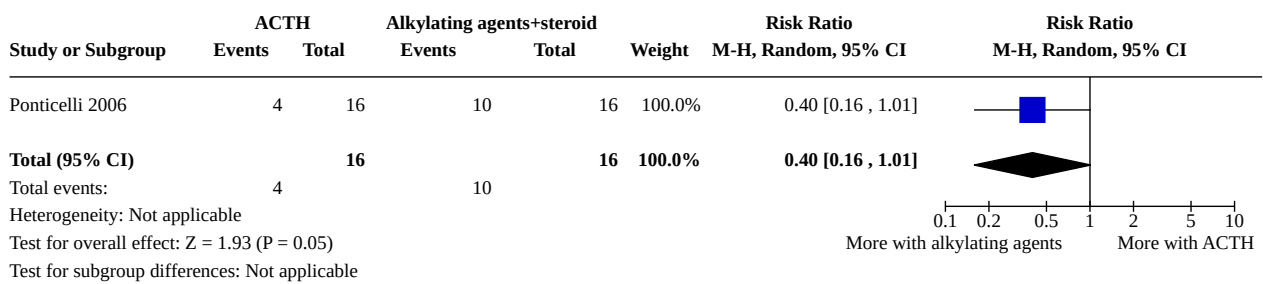 ACTH Alkylating agents+steroid Risk Ratio Risk Ratio
Study or Subgroup Events Total Events Total Weight M-H, Random, 95% CI M-H, Random, 95% CI
Ponticelli 2006 4 16 10 16 100.0% 0.40 [0.16 , 1.01]
Total (95% CI) 16 16 100.0% 0.40 [0.16 , 1.01]
Total events: 4 10
Heterogeneity: Not applicable
0.1 0.2 0.5 1 2 5 10
Test for overall effect: Z = 1.93 (P = 0.05) More with alkylating agents More with ACTH
Test for subgroup differences: Not applicable